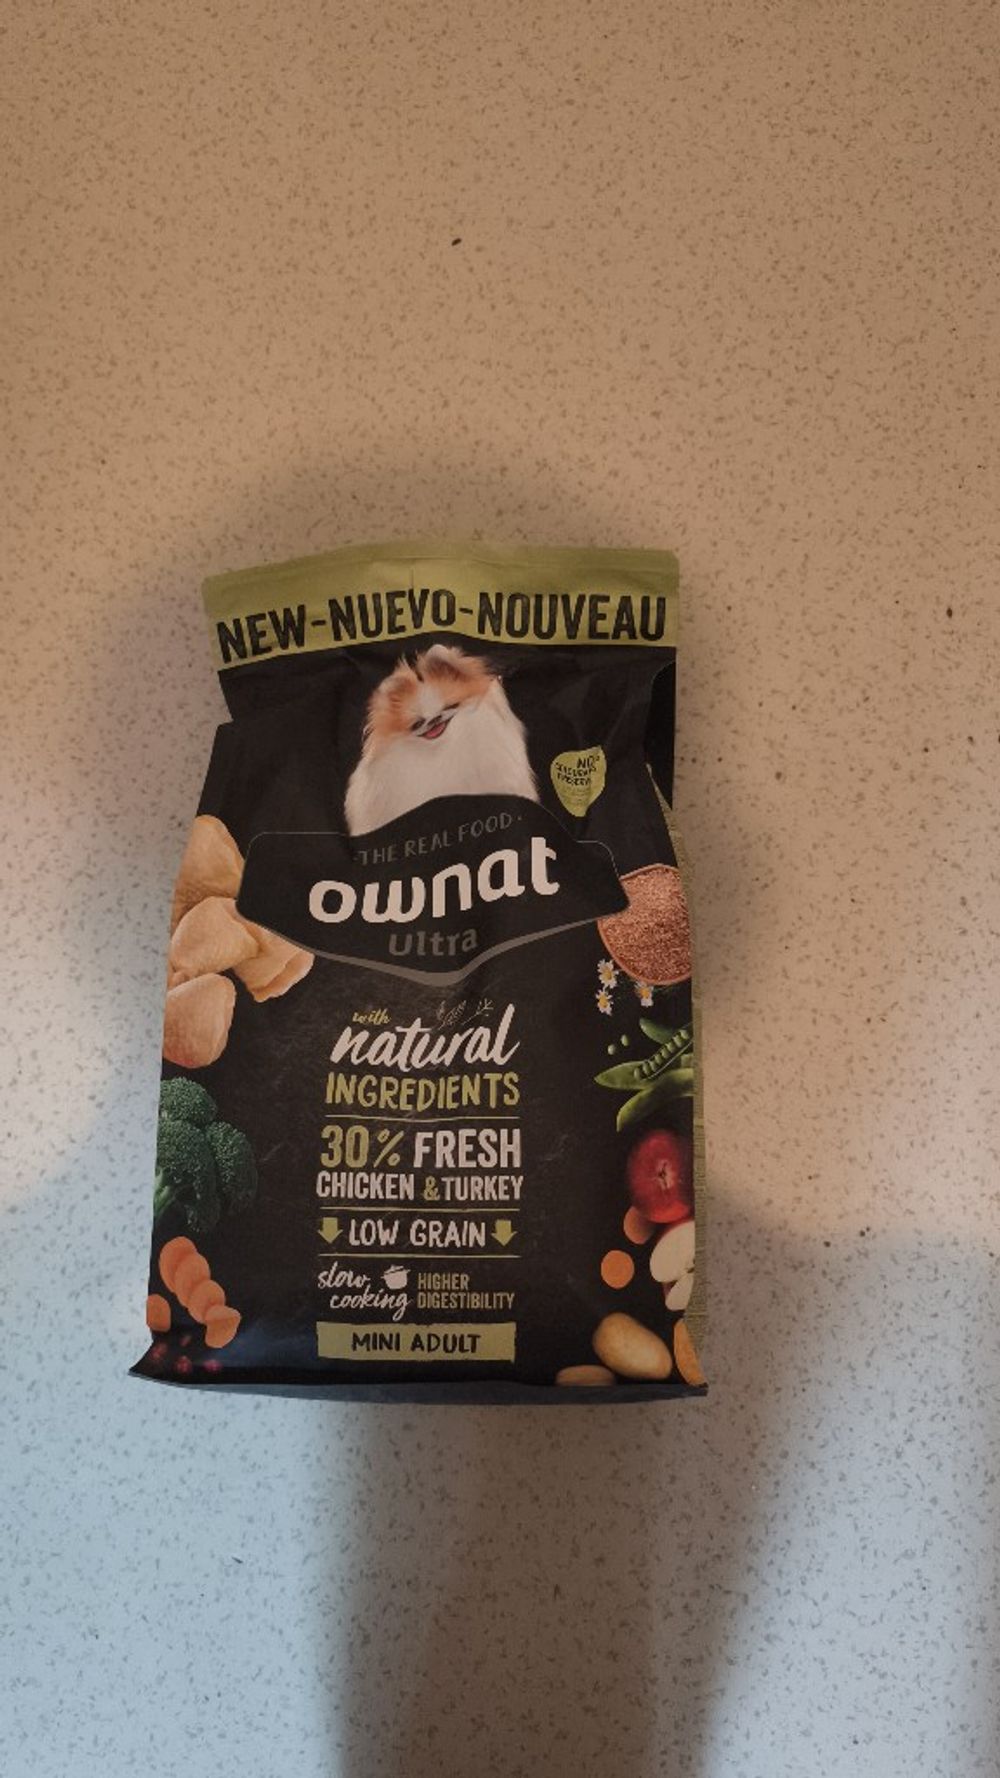 NEW-NUEVO-NOUVEAU
NO
·THE REAL FOOD·
ownat
Ultra
with
natural
INGREDIENTS
30% FRESH
CHICKEN & TURKEY
LOW GRAIN
slow cooking
HIGHER
DIGESTIBILITY
MINI ADULT